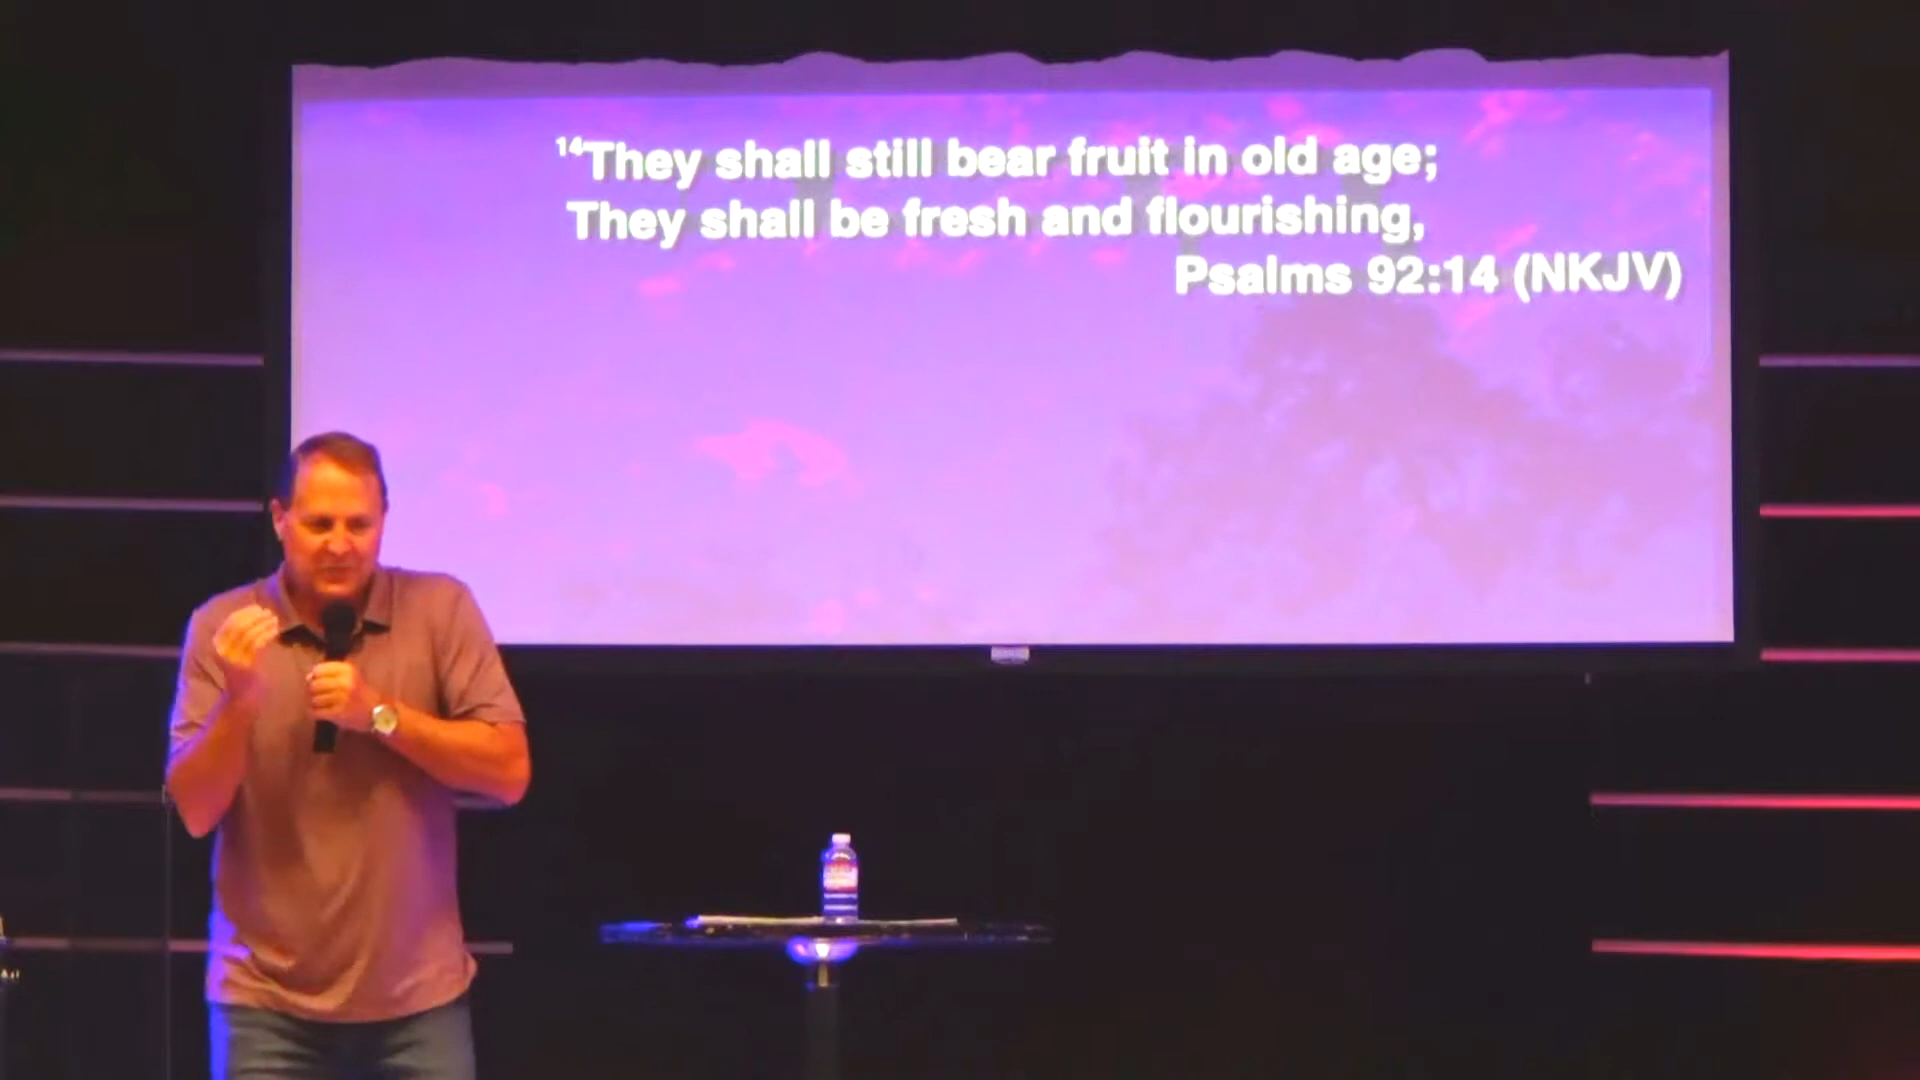 14They shall still bear fruit in old age;
They shall be fresh and flourishing,
Psalms 92:14 (NKJV)